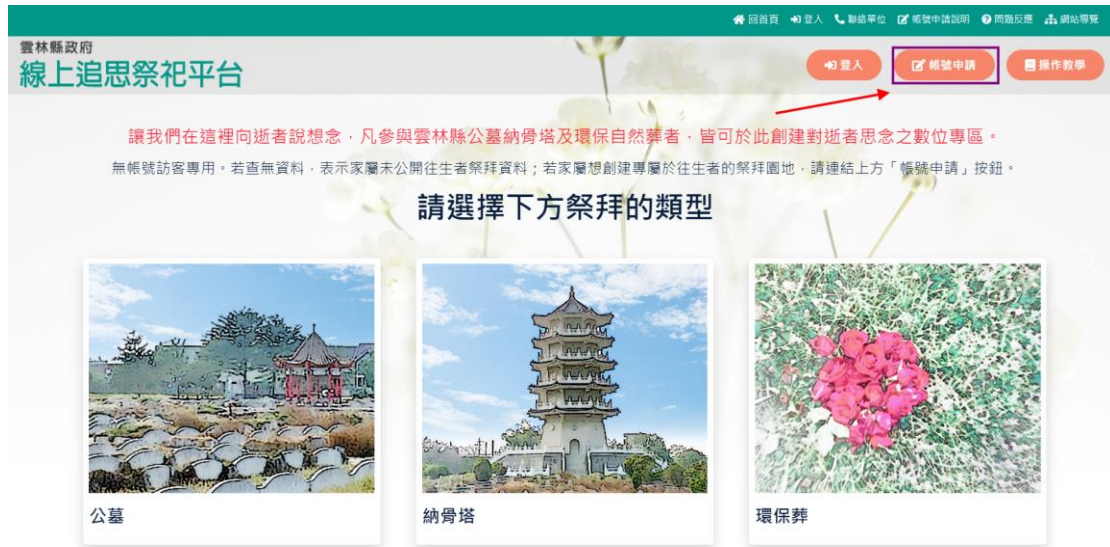 回首頁 登入 聯絡單位 帳號申請說明 問題反應 網站導覽
雲林縣政府
線上追思祭祀平台
登入 帳號申請 操作教學
讓我們在這裡向逝者說想念，凡參與雲林縣公墓納骨塔及環保自然葬者，皆可於此創建對逝者思念之數位專區。
無帳號訪客專用。若查無資料，表示家屬未公開往生者祭拜資料；若家屬想創建專屬於往生者的祭拜園地，請連結上方「帳號申請」按鈕。
請選擇下方祭拜的類型
公墓 納骨塔 環保葬